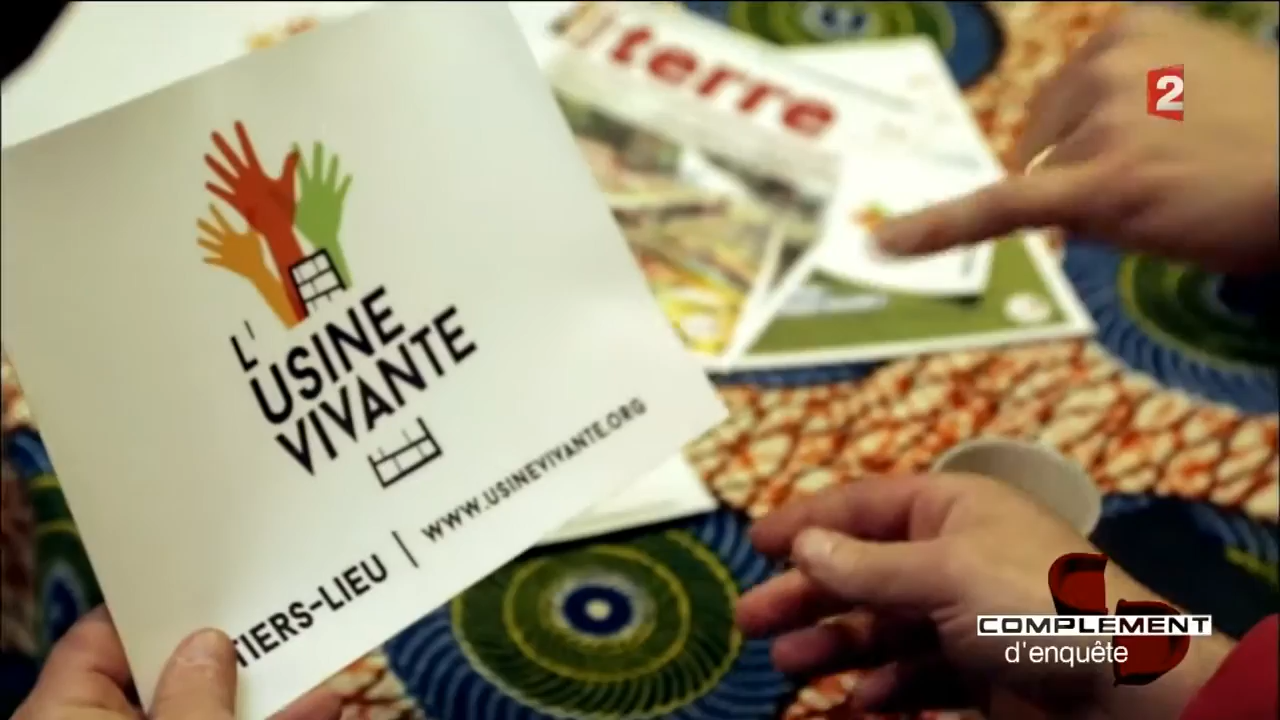 L'
USINE
VIVANTE
TIERS-LIEU | WWW.USINEVIVANTE.ORG
terre
2
COMPLEMENT
d'enquête